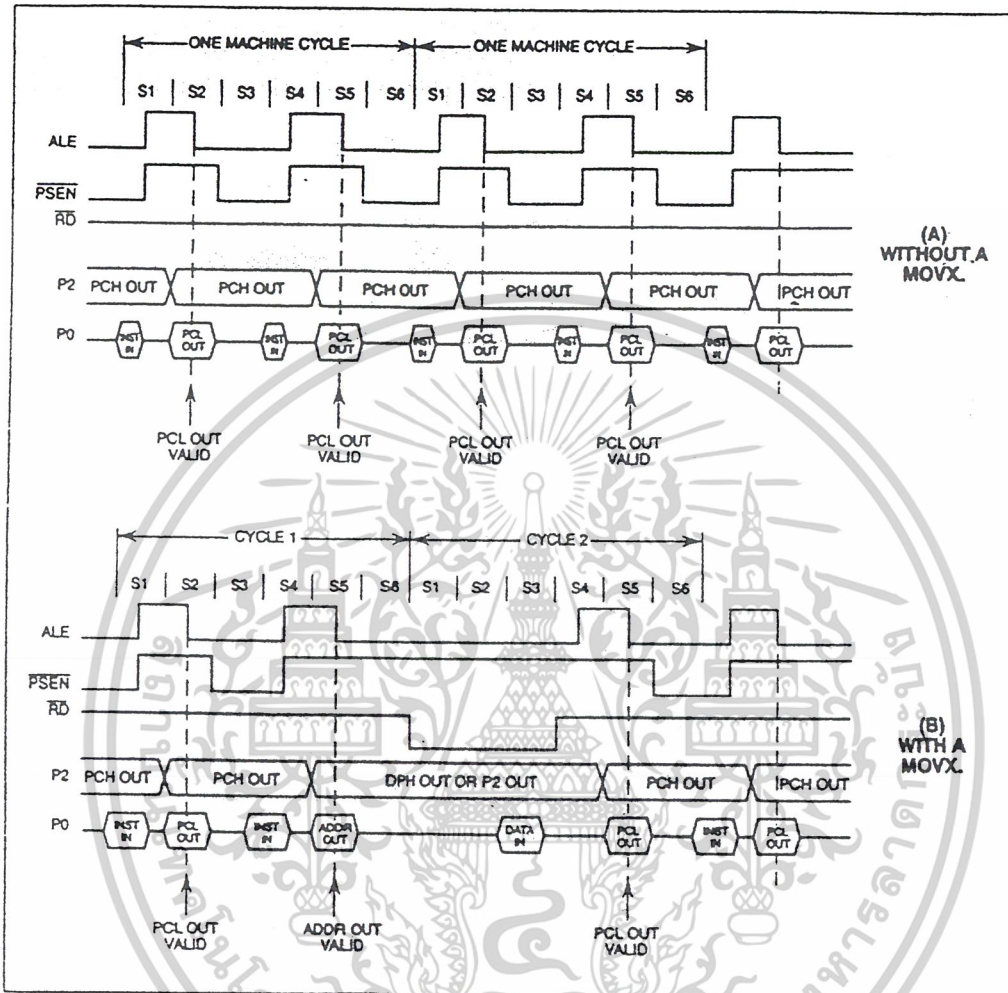 ONE MACHINE CYCLE ONE MACHINE CYCLE
S1 S2 S3 S4 S5 S6 S1 S2 S3 S4 S5 S6
ALE
PSEN
RD
(A)
WITHOUT A
MOVX.
P2 PCH OUT PCH OUT PCH OUT PCH OUT PCH OUT PCH OUT
P0 INST IN PCL OUT INST IN PCL OUT INST IN PCL OUT INST IN PCL OUT INST IN PCL OUT
PCL OUT VALID PCL OUT VALID PCL OUT VALID PCL OUT VALID
CYCLE 1 CYCLE 2
S1 S2 S3 S4 S5 S6 S1 S2 S3 S4 S5 S6
ALE
PSEN
RD
(B)
WITH A
MOVX.
P2 PCH OUT PCH OUT DPH OUT OR P2 OUT PCH OUT PCH OUT
P0 INST IN PCL OUT INST IN ADDR OUT DATA IN PCL OUT INST IN PCL OUT
PCL OUT VALID ADDR OUT VALID PCL OUT VALID